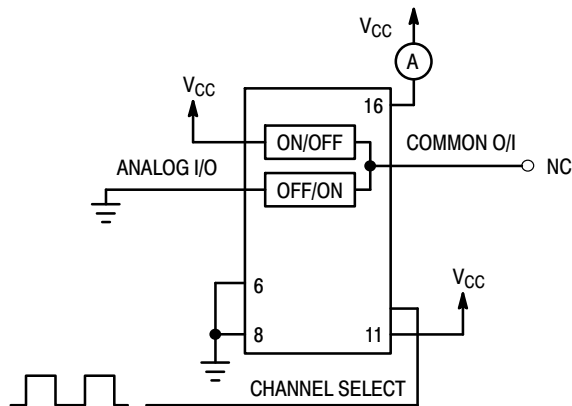 VCC
A
VCC
16
ON/OFF
COMMON O/I
NC
ANALOG I/O
OFF/ON
VCC
6
8
11
CHANNEL SELECT